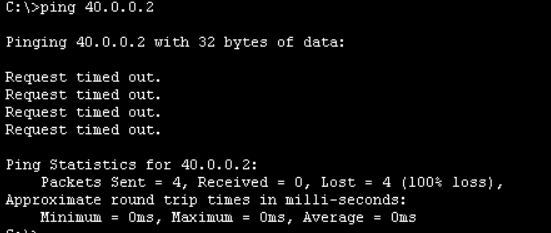 C:\>ping 40.0.0.2
Pinging 40.0.0.2 with 32 bytes of data:
Request timed out.
Request timed out.
Request timed out.
Request timed out.
Ping Statistics for 40.0.0.2:
Packets Sent = 4, Received = 0, Lost = 4 (100% loss),
Approximate round trip times in milli-seconds:
Minimum = 0ms, Maximum = 0ms, Average = 0ms
C:\>